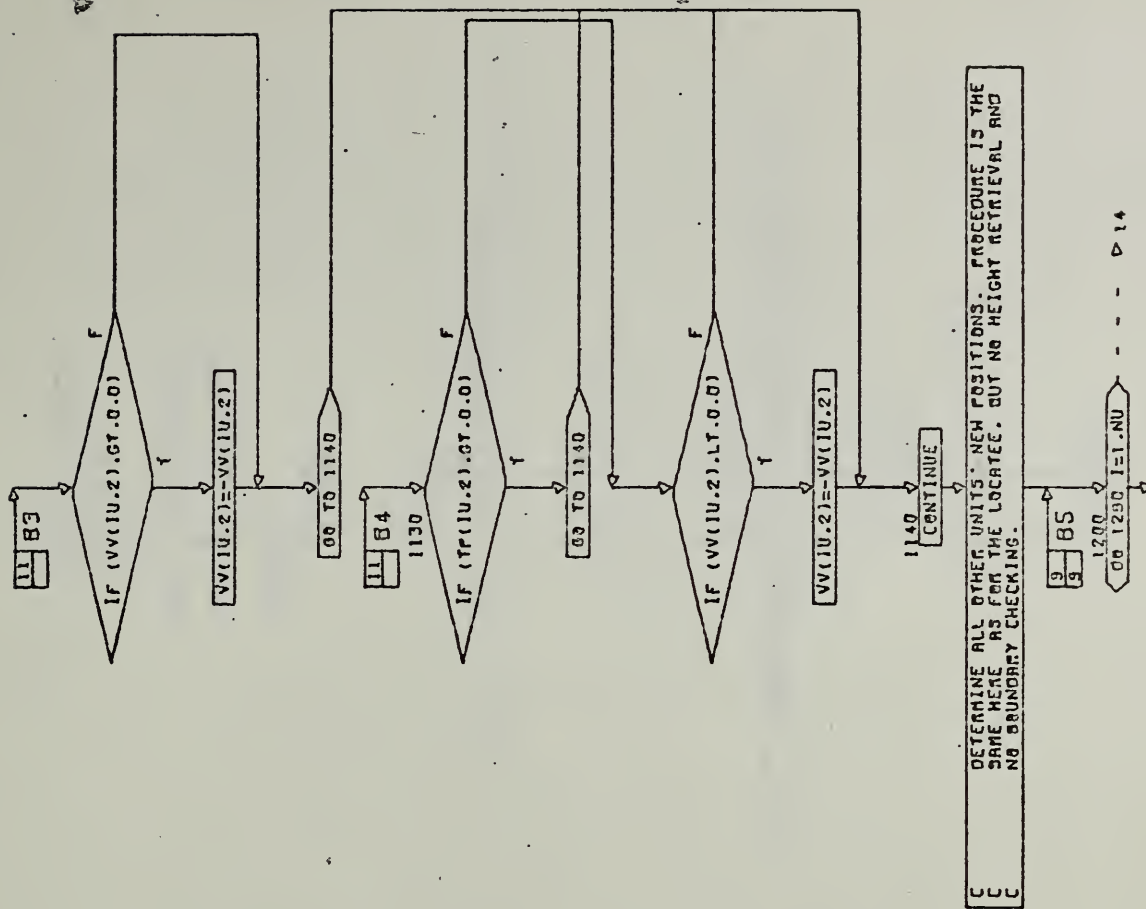 11 B3
IF (VV(IU.2).GT.0.0)
F
T
VV(IU.2)=-VV(IU.2)
GO TO 1140
11 B4
1130
IF (TP(IU.2).GT.0.0)
F
T
GO TO 1140
IF (VV(IU.2).LT.0.0)
F
T
VV(IU.2)=-VV(IU.2)
1140
CONTINUE
C DETERMINE ALL OTHER UNITS' NEW POSITIONS. PROCEDURE IS THE
C SAME HERE AS FOR THE LOCATEE. BUT NO HEIGHT RETRIEVAL AND
C NO BOUNDARY CHECKING.
9 B5
9
1200
DO 1290 I=1.NU
14